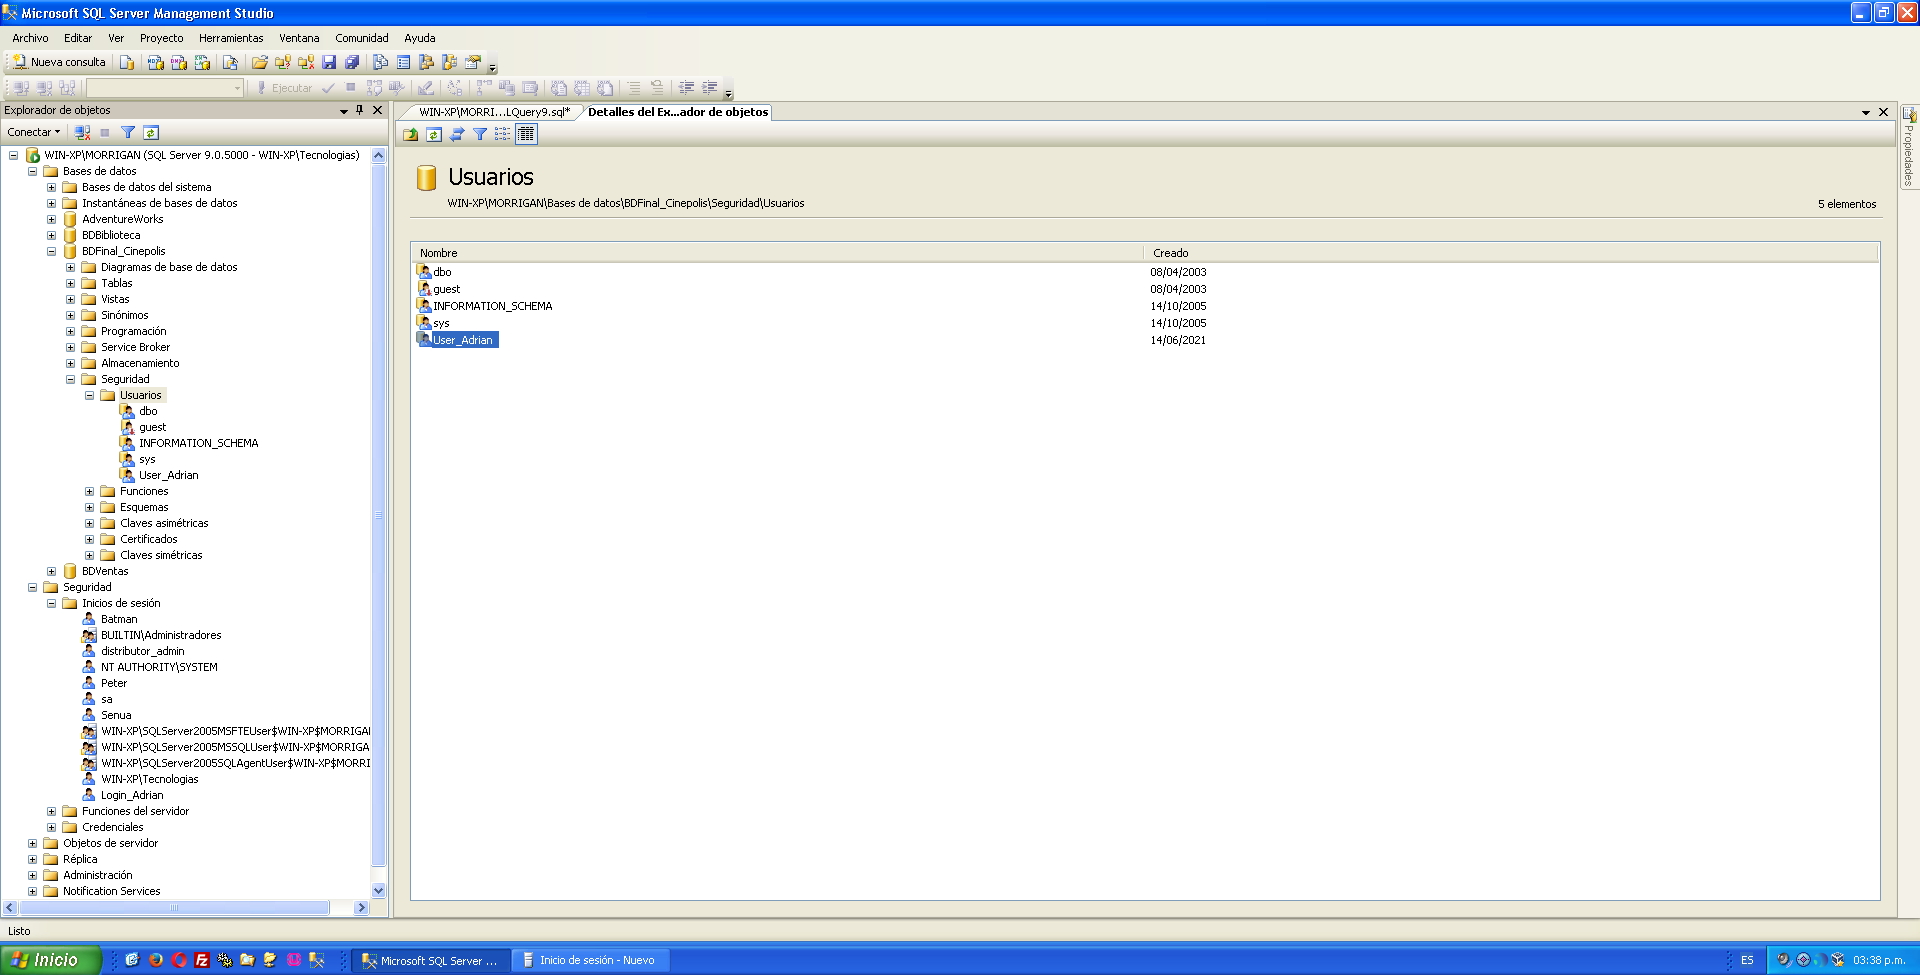 Microsoft SQL Server Management Studio
Archivo Editar Ver Proyecto Herramientas Ventana Comunidad Ayuda
Nueva consulta
Ejecutar
Explorador de objetos
Conectar
WIN-XP\MORRIGAN (SQL Server 9.0.5000 - WIN-XP\Tecnologias)
Bases de datos
Bases de datos del sistema
Instantáneas de bases de datos
AdventureWorks
BDBiblioteca
BDFinal_Cinepolis
Diagramas de base de datos
Tablas
Vistas
Sinónimos
Programación
Service Broker
Almacenamiento
Seguridad
Usuarios
dbo
guest
INFORMATION_SCHEMA
sys
User_Adrian
Funciones
Esquemas
Claves asimétricas
Certificados
Claves simétricas
BDVentas
Seguridad
Inicios de sesión
Batman
BUILTIN\Administradores
distributor_admin
NT AUTHORITY\SYSTEM
Peter
sa
Senua
WIN-XP\SQLServer2005MSFTEUser$WIN-XP$MORRIGAN
WIN-XP\SQLServer2005MSSQLUser$WIN-XP$MORRIGA
WIN-XP\SQLServer2005SQLAgentUser$WIN-XP$MORRI
WIN-XP\Tecnologias
Login_Adrian
Funciones del servidor
Credenciales
Objetos de servidor
Réplica
Administración
Notification Services
WIN-XP\MORRI...LQuery9.sql* Detalles del Ex...ador de objetos
Usuarios
WIN-XP\MORRIGAN\Bases de datos\BDFinal_Cinepolis\Seguridad\Usuarios
5 elementos
Nombre Creado
dbo 08/04/2003
guest 08/04/2003
INFORMATION_SCHEMA 14/10/2005
sys 14/10/2005
User_Adrian 14/06/2021
Propiedades
Listo
Inicio
Microsoft SQL Server ...
Inicio de sesión - Nuevo
ES
03:38 p.m.